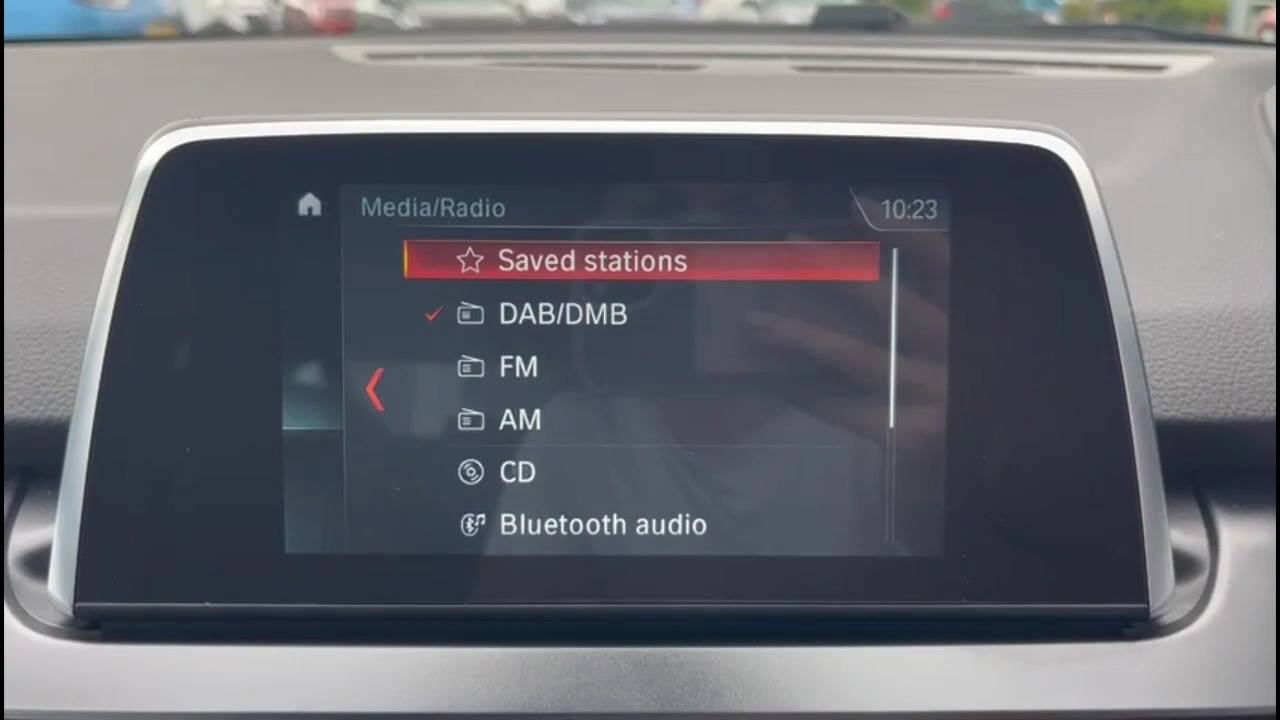 Media/Radio
10:23
Saved stations
DAB/DMB
FM
AM
CD
Bluetooth audio